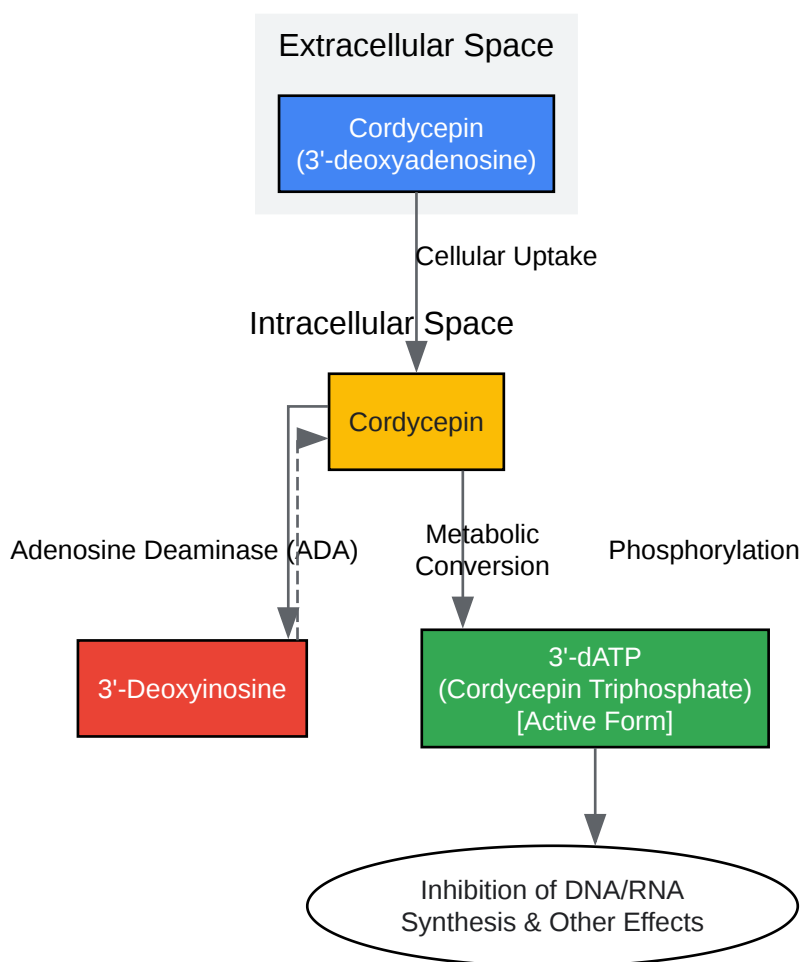 Extracellular Space
Cordycepin
(3'-deoxyadenosine)
Cellular Uptake
Intracellular Space
Cordycepin
Adenosine Deaminase (ADA)
Metabolic
Conversion
Phosphorylation
3'-Deoxyinosine
3'-dATP
(Cordycepin Triphosphate)
[Active Form]
Inhibition of DNA/RNA
Synthesis & Other Effects